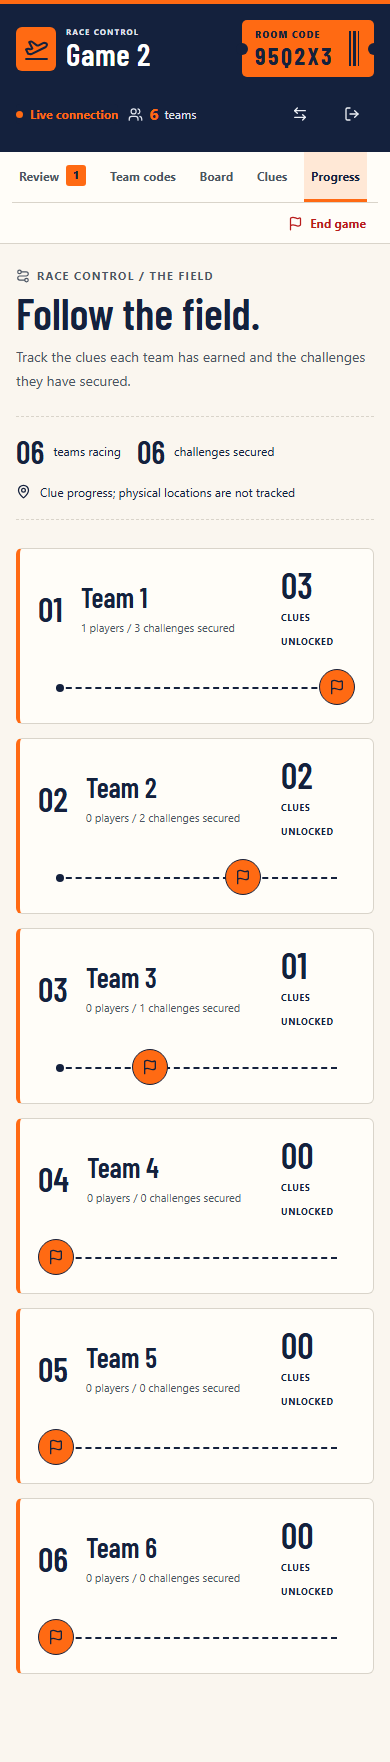 RACE CONTROL
Game 2
ROOM CODE
95Q2X3
Live connection 6 teams
Review 1 Team codes Board Clues Progress
End game
RACE CONTROL / THE FIELD
Follow the field.
Track the clues each team has earned and the challenges
they have secured.
06 teams racing 06 challenges secured
Clue progress; physical locations are not tracked
01 Team 1
1 players / 3 challenges secured
03
CLUES
UNLOCKED
02 Team 2
0 players / 2 challenges secured
02
CLUES
UNLOCKED
03 Team 3
0 players / 1 challenges secured
01
CLUES
UNLOCKED
04 Team 4
0 players / 0 challenges secured
00
CLUES
UNLOCKED
05 Team 5
0 players / 0 challenges secured
00
CLUES
UNLOCKED
06 Team 6
0 players / 0 challenges secured
00
CLUES
UNLOCKED